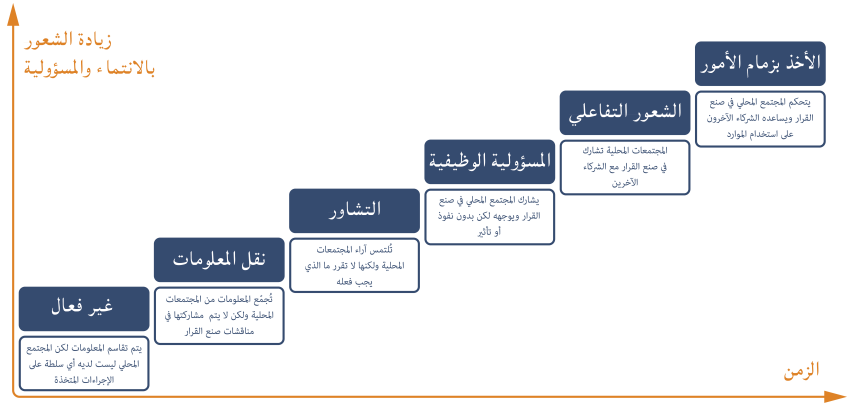 زيادة الشعور
بالانتماء والمسؤولية
الأخذ بزمام الأمور
يتحكم المجتمع المحلي في صنع
القرار ويساعده الشركاء الآخرون
على استخدام الموارد
الشعور التفاعلي
المجتمعات المحلية تشارك
في صنع القرار مع الشركاء
الآخرين
المسؤولية الوظيفية
يشارك المجتمع المحلي في صنع
القرار ويوجهه لكن بدون نفوذ
أو تأثير
التشاور
تُلتمس آراء المجتمعات
المحلية ولكنها لا تقرر ما الذي
يجب فعله
نقل المعلومات
تُجمّع المعلومات من المجتمعات
المحلية ولكن لا يتم مشاركتها في
مناقشات صنع القرار
غير فعال
يتم تقاسم المعلومات لكن المجتمع
المحلي ليست لديه أي سلطة على
الإجراءات المتخذة
الزمن